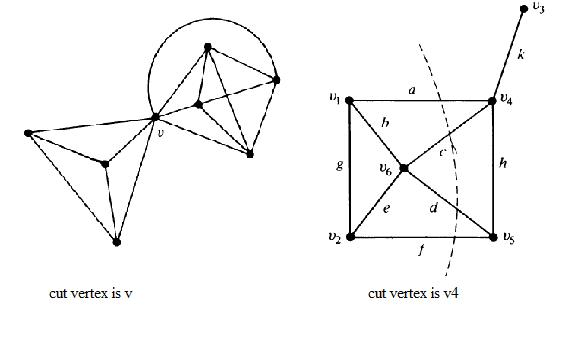 v₃
k
v₁
a
v₄
b
c
v
g
v₆
h
e
d
v₂
f
v₅
cut vertex is v
cut vertex is v4